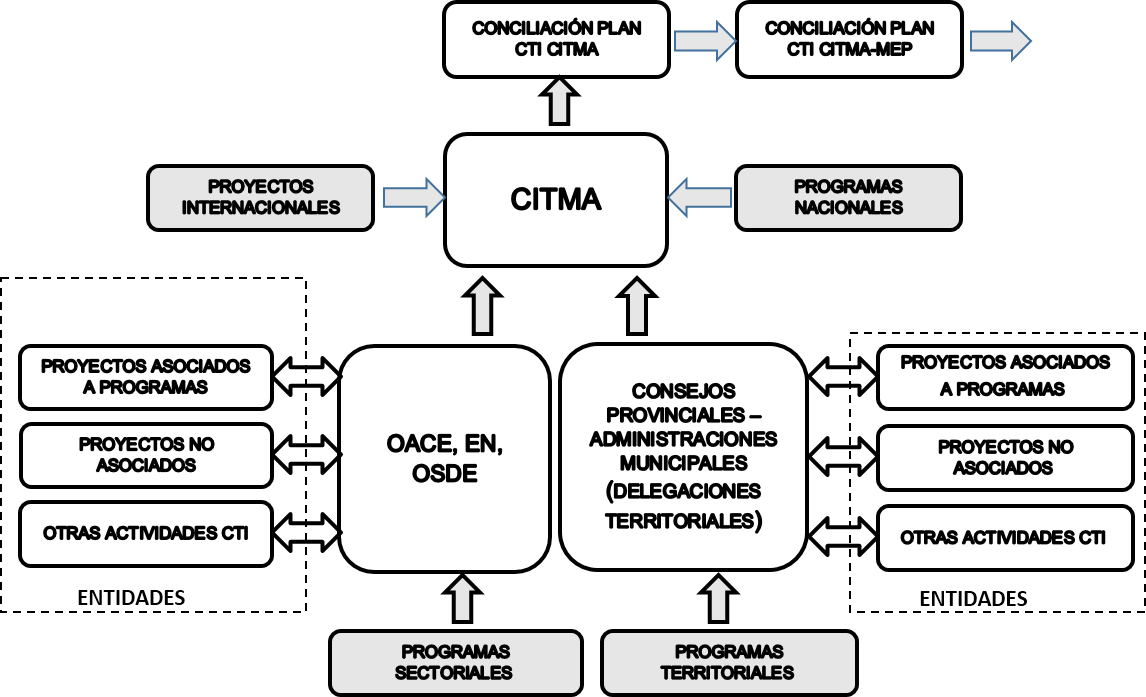 CONCILIACIÓN PLAN
CTI CITMA
CONCILIACIÓN PLAN
CTI CITMA-MEP
PROYECTOS
INTERNACIONALES
CITMA
PROGRAMAS
NACIONALES
PROYECTOS ASOCIADOS
A PROGRAMAS
PROYECTOS NO
ASOCIADOS
OTRAS ACTIVIDADES CTI
ENTIDADES
OACE, EN,
OSDE
CONSEJOS
PROVINCIALES –
ADMINISTRACIONES
MUNICIPALES
(DELEGACIONES
TERRITORIALES)
PROYECTOS ASOCIADOS
A PROGRAMAS
PROYECTOS NO
ASOCIADOS
OTRAS ACTIVIDADES CTI
ENTIDADES
PROGRAMAS
SECTORIALES
PROGRAMAS
TERRITORIALES